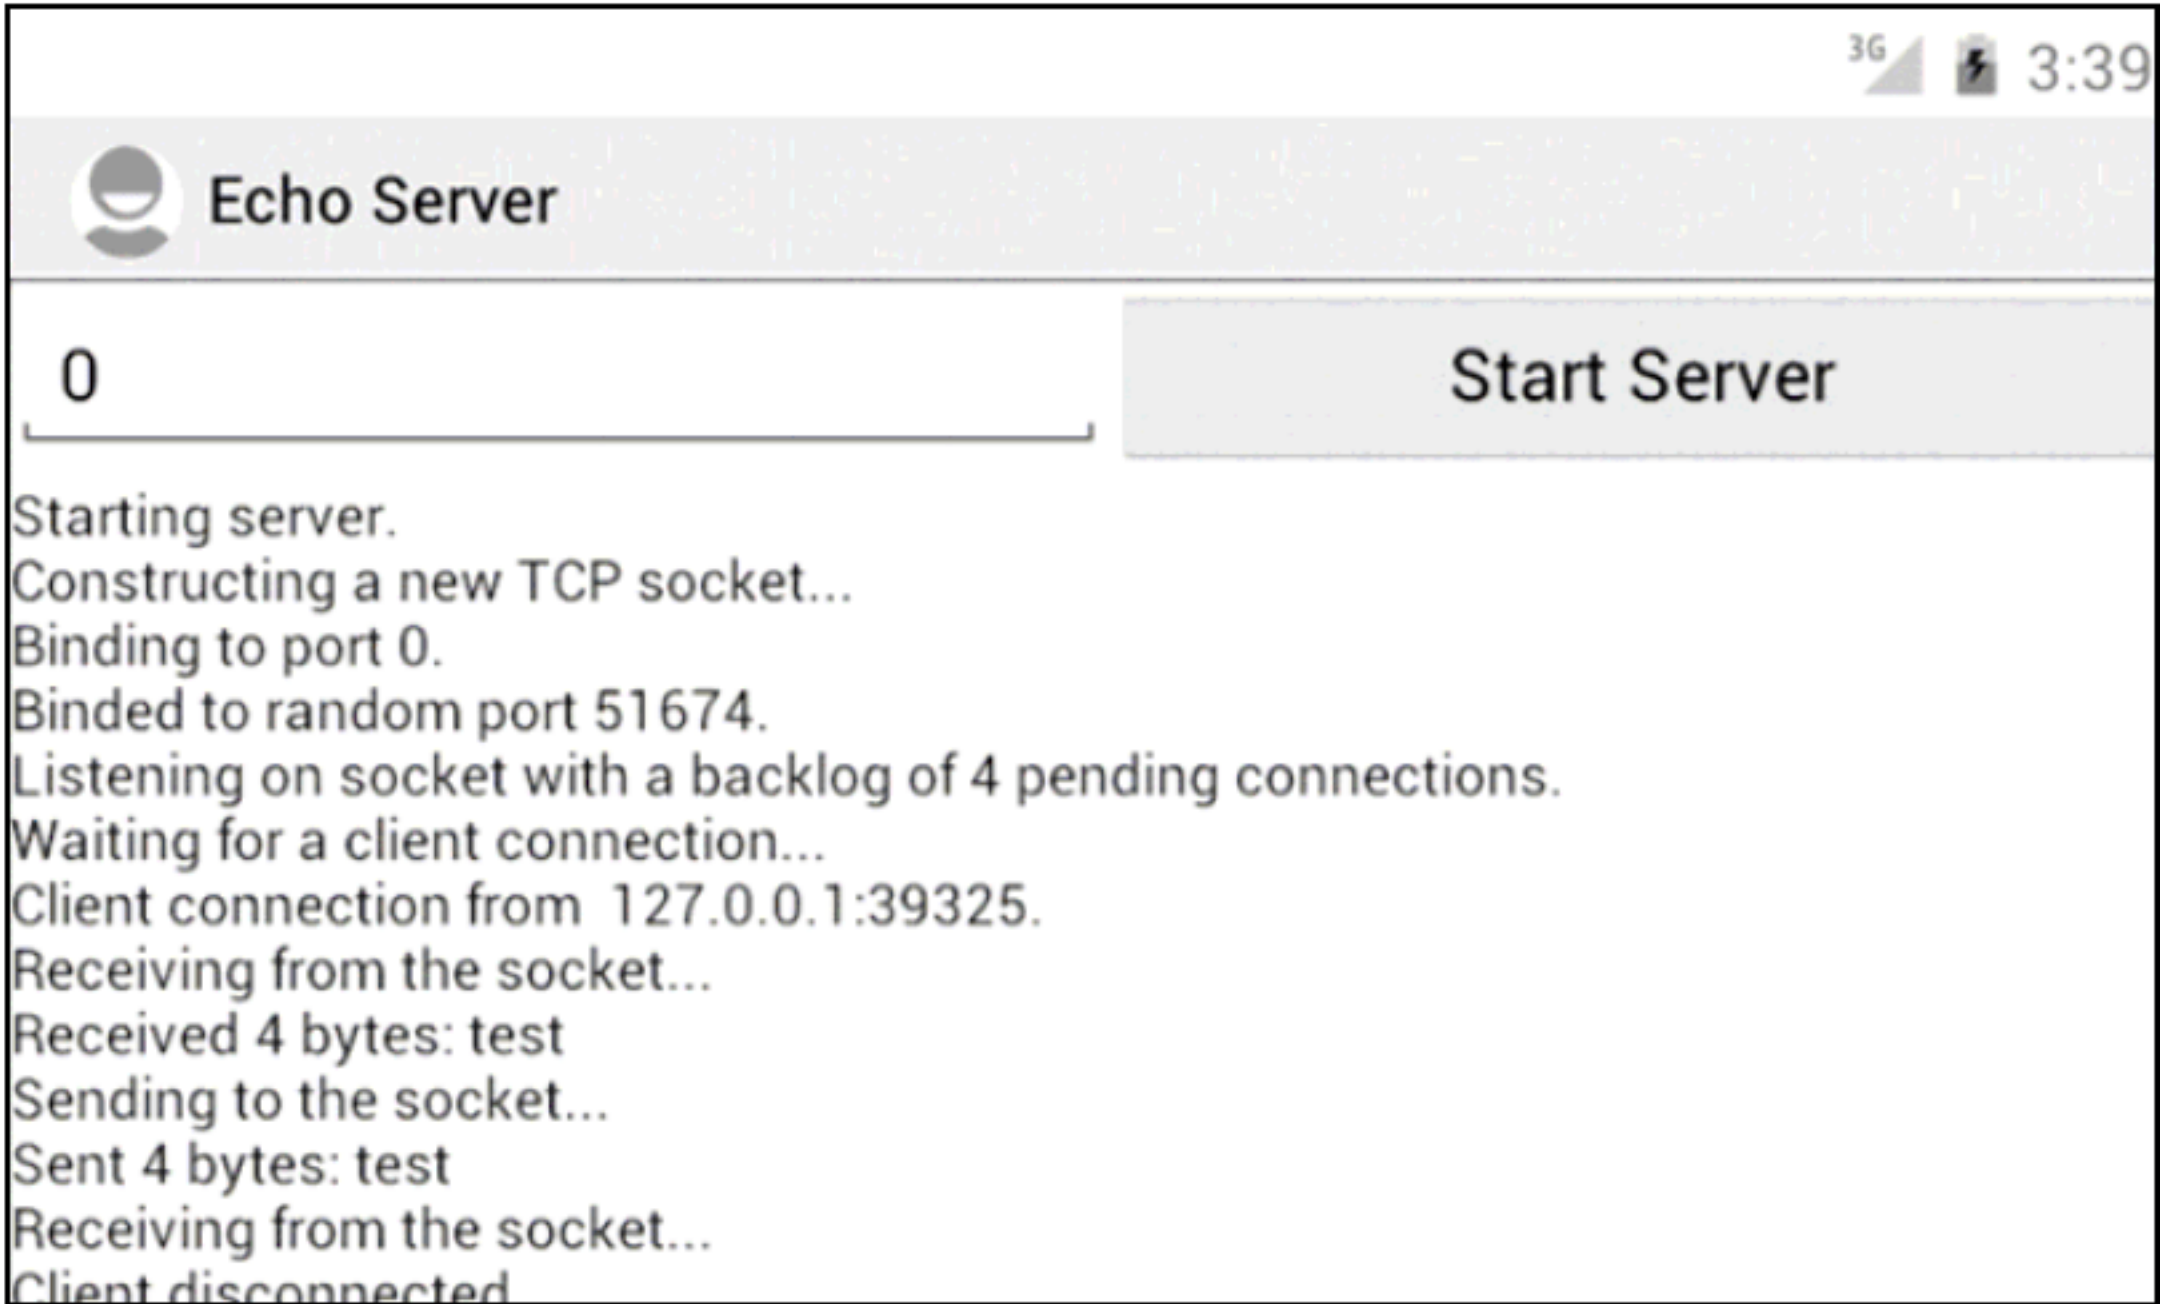 3G 3:39
Echo Server
0 Start Server
Starting server.
Constructing a new TCP socket...
Binding to port 0.
Binded to random port 51674.
Listening on socket with a backlog of 4 pending connections.
Waiting for a client connection...
Client connection from 127.0.0.1:39325.
Receiving from the socket...
Received 4 bytes: test
Sending to the socket...
Sent 4 bytes: test
Receiving from the socket...
Client disconnected